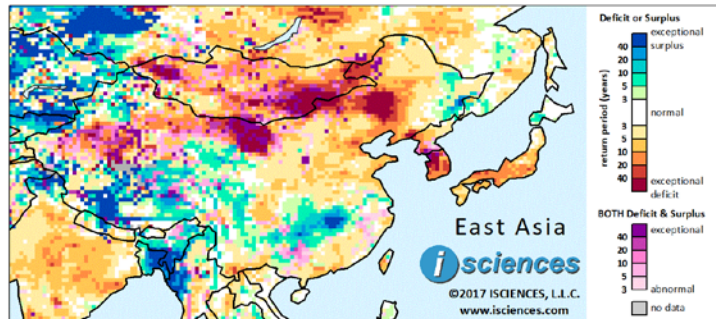 Deficit or Surplus
exceptional
surplus
40
20
10
5
3
normal
3
5
10
20
40
exceptional
deficit
return period (years)
BOTH Deficit & Surplus
exceptional
40
20
10
5
3
abnormal
no data
East Asia
i sciences
©2017 ISCIENCES, L.L.C.
www.isciences.com